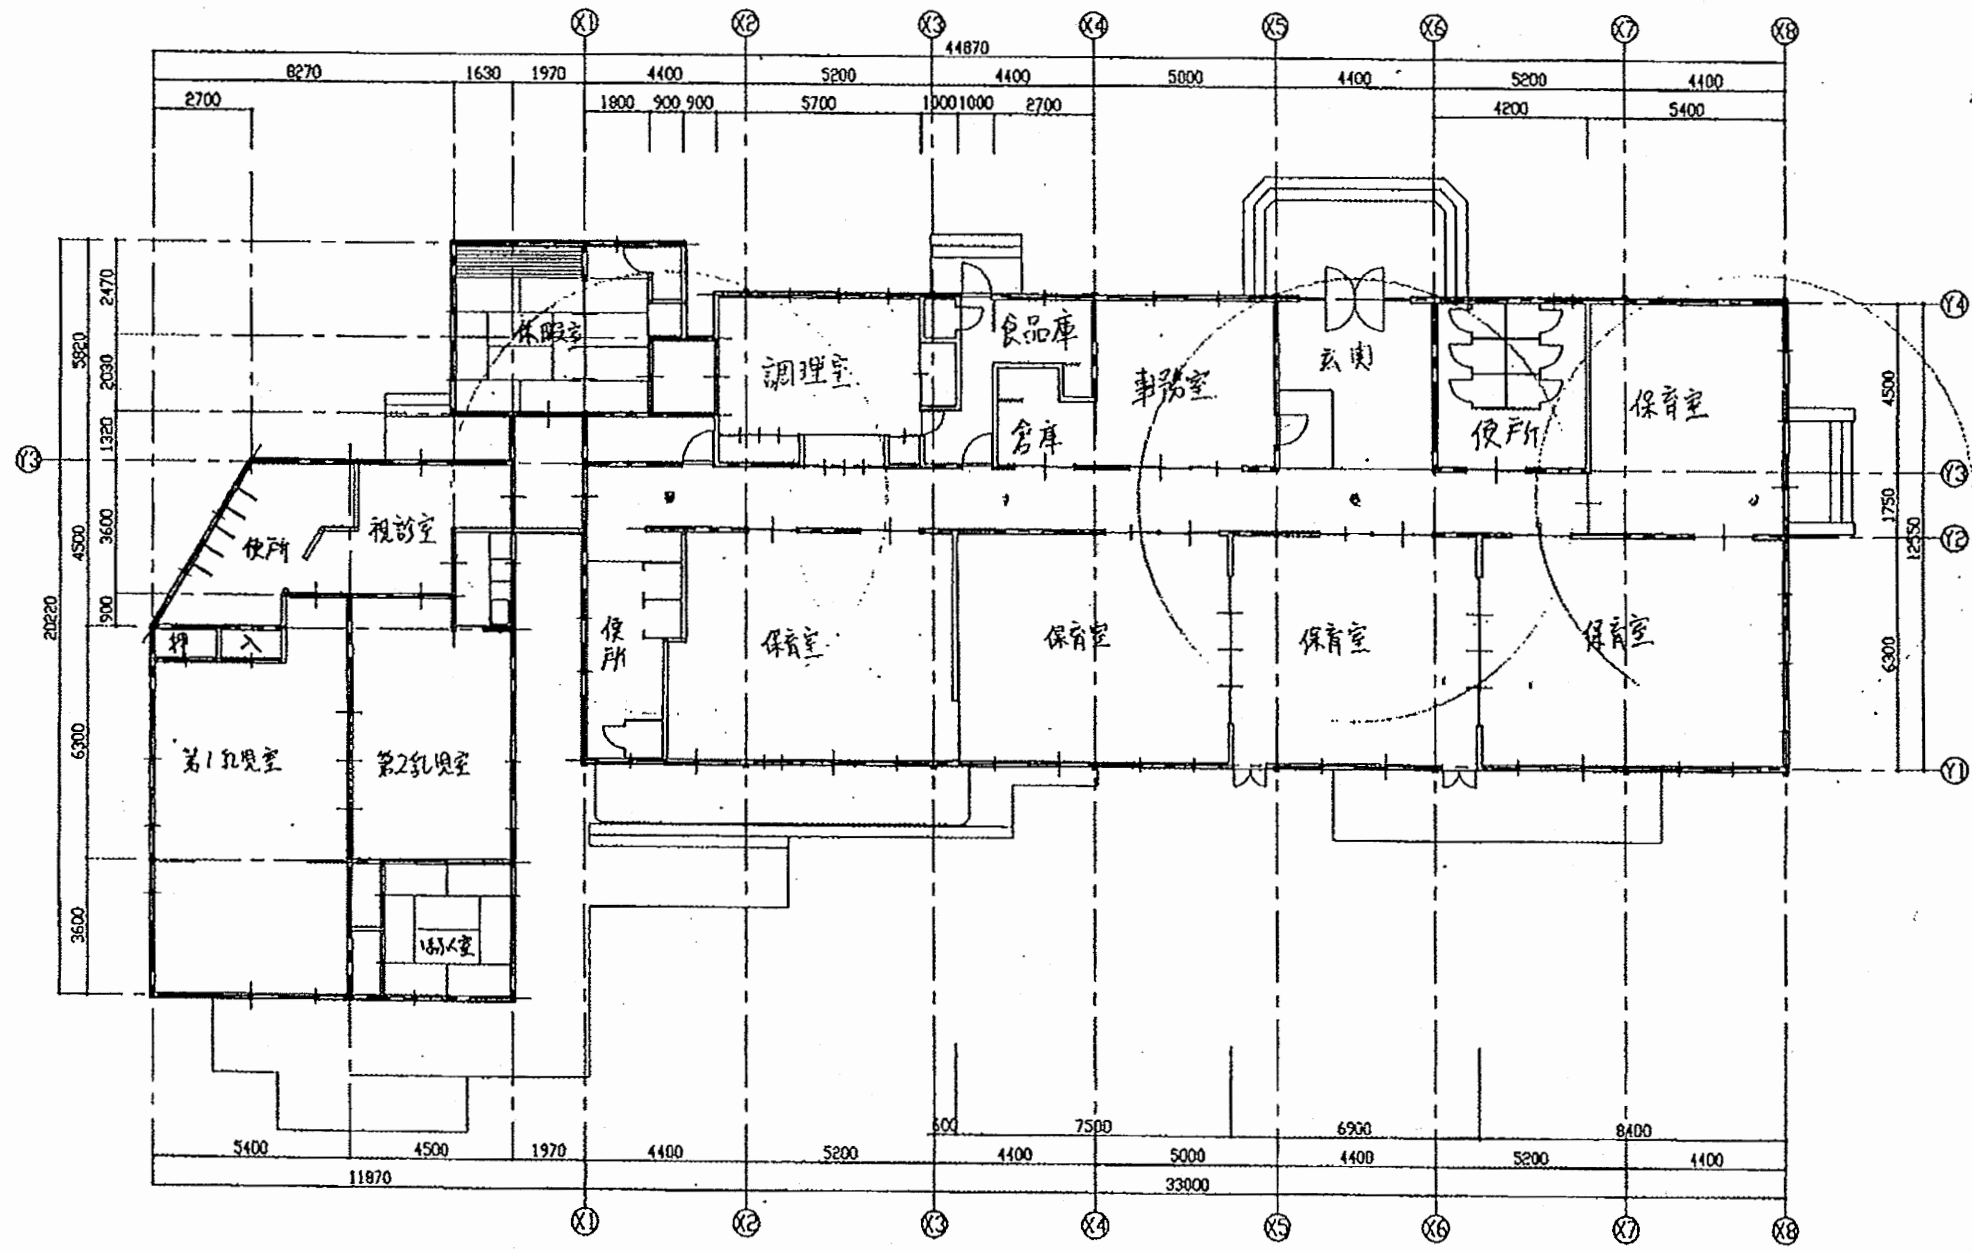 X1 X2 X3 X4 X5 X6 X7 X8
44870
8270 1630 1970 4400 5200 4400 5000 4400 5200 4400
2700 1800 900 900 5700 1000 1000 2700 4200 5400
2470
5820
2030
1320
4500
3600
900
20220
6300
3600
Y3
Y4
4500
Y3
1750
12550
Y2
6300
Y1
休暇室
調理室
食品庫
倉庫
事務室
玄関
便所
保育室
便所
視診室
押入
便所
保育室
保育室
保育室
保育室
第1乳児室
第2乳児室
ほふく室
600 7500 6900 8400
5400 4500 1970 4400 5200 4400 5000 4400 5200 4400
11870 33000
X1 X2 X3 X4 X5 X6 X7 X8